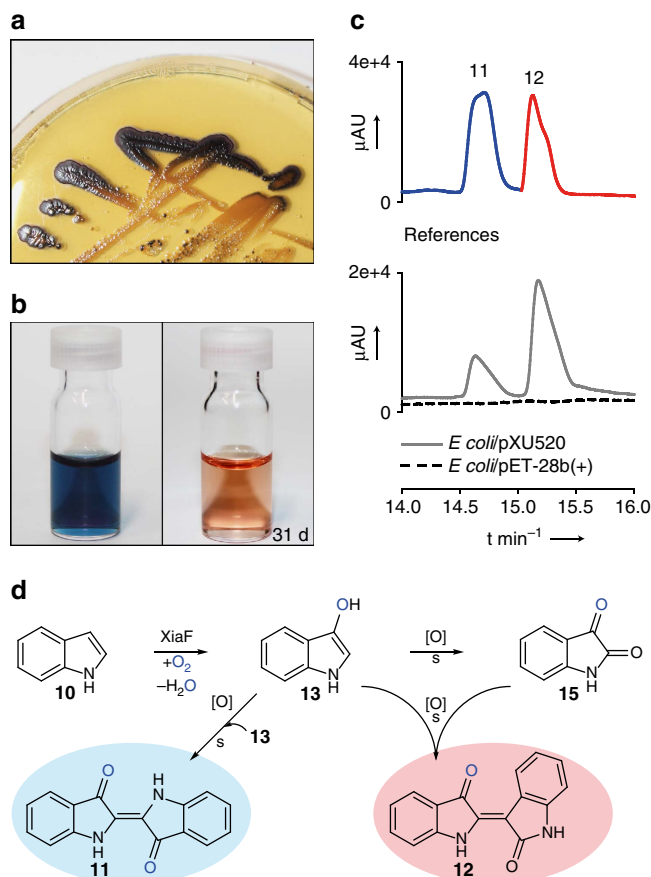 a
b
31 d
c
11
12
4e+4
µAU
0
References
2e+4
µAU
0
E coli/pXU520
E coli/pET-28b(+)
14.0 14.5 15.0 15.5 16.0
t min⁻¹
d
XiaF
+O₂
–H₂O
N
H
10
OH
N
H
13
[O]
s
O
O
NH
15
[O]
s
13
[O]
s
O
H
N
N
H
O
11
O
N
H
O
NH
12